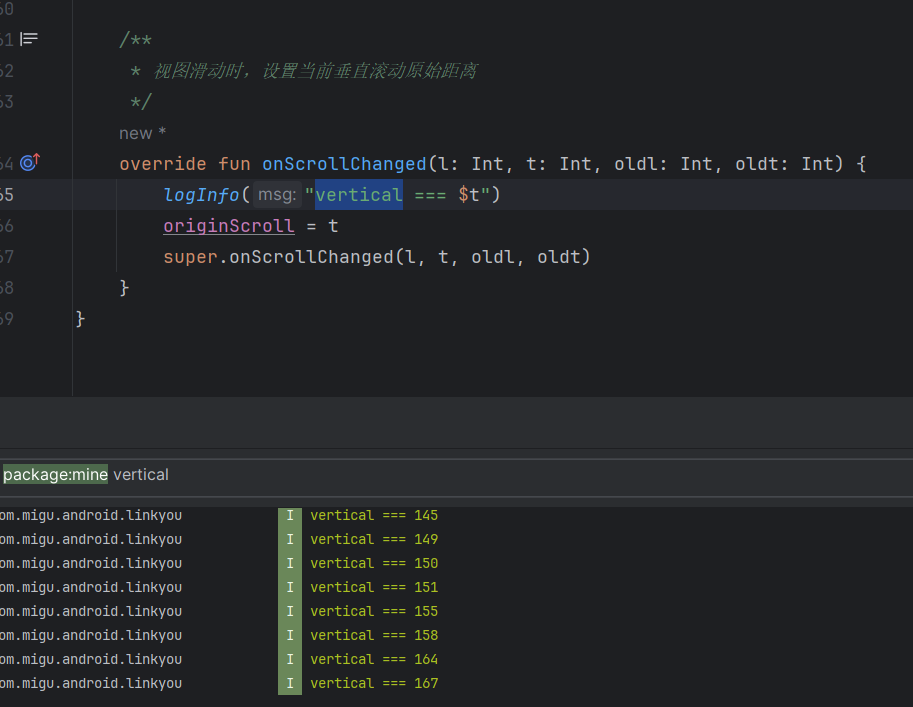 60
61 /**
62 * 视图滑动时，设置当前垂直滚动原始距离
63 */
new *
64 override fun onScrollChanged(l: Int, t: Int, oldl: Int, oldt: Int) {
65 logInfo( msg: "vertical === $t")
66 originScroll = t
67 super.onScrollChanged(l, t, oldl, oldt)
68 }
69 }
package:mine vertical
om.migu.android.linkyou I vertical === 145
om.migu.android.linkyou I vertical === 149
om.migu.android.linkyou I vertical === 150
om.migu.android.linkyou I vertical === 151
om.migu.android.linkyou I vertical === 155
om.migu.android.linkyou I vertical === 158
om.migu.android.linkyou I vertical === 164
om.migu.android.linkyou I vertical === 167